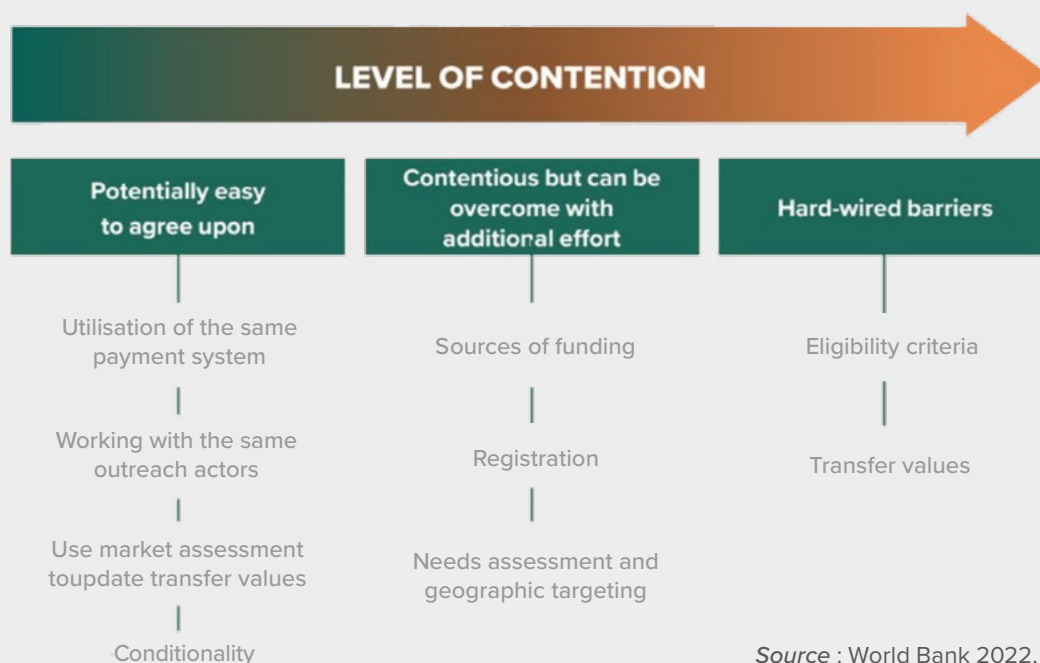 LEVEL OF CONTENTION
Potentially easy
to agree upon
Utilisation of the same
payment system
Working with the same
outreach actors
Use market assessment
toupdate transfer values
Conditionality
Contentious but can be
overcome with
additional effort
Sources of funding
Registration
Needs assessment and
geographic targeting
Hard-wired barriers
Eligibility criteria
Transfer values
Source : World Bank 2022.